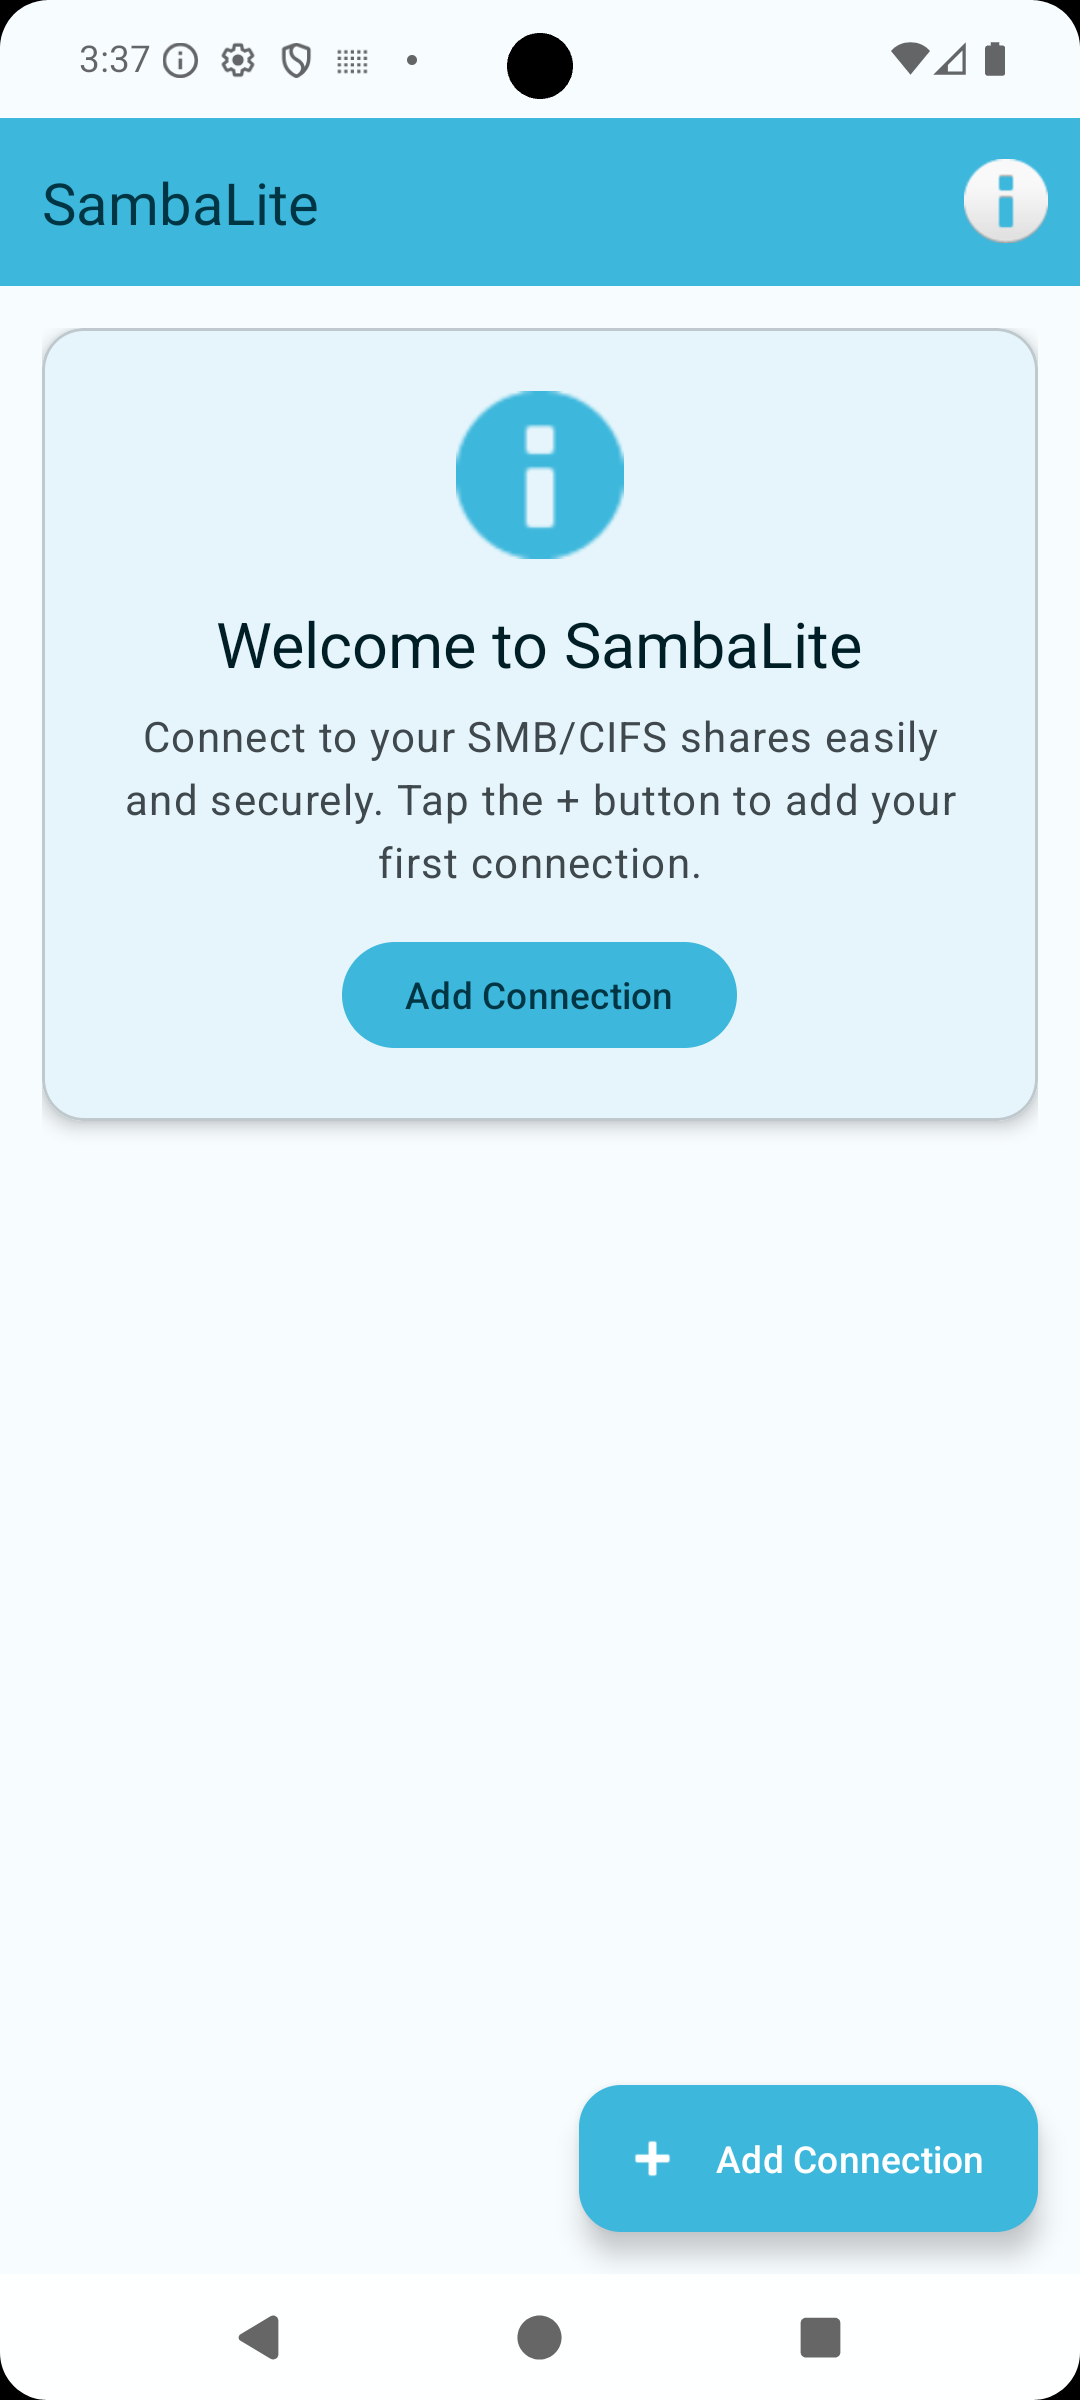 3:37
SambaLite
Welcome to SambaLite
Connect to your SMB/CIFS shares easily
and securely. Tap the + button to add your
first connection.
Add Connection
Add Connection